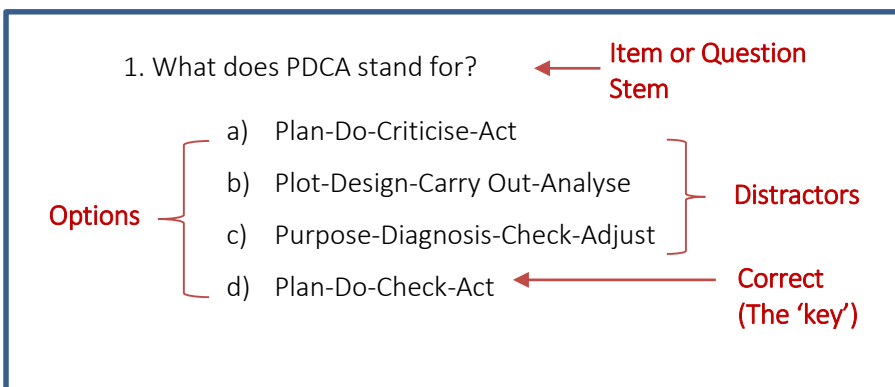 1. What does PDCA stand for?
Item or Question
Stem
a) Plan-Do-Criticise-Act
b) Plot-Design-Carry Out-Analyse
c) Purpose-Diagnosis-Check-Adjust
d) Plan-Do-Check-Act
Options
Distractors
Correct
(The ‘key’)